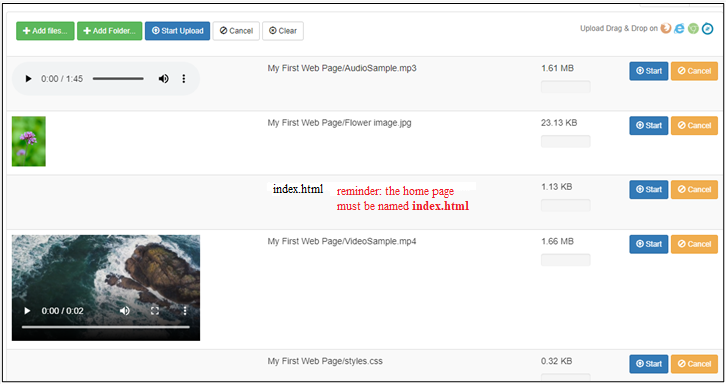 Add files... Add Folder... Start Upload Cancel Clear Upload Drag & Drop on
0:00 / 1:45 My First Web Page/AudioSample.mp3 1.61 MB Start Cancel
My First Web Page/Flower image.jpg 23.13 KB Start Cancel
index.html reminder: the home page 1.13 KB Start Cancel
must be named index.html
My First Web Page/VideoSample.mp4 1.66 MB Start Cancel
0:00 / 0:02
My First Web Page/styles.css 0.32 KB Start Cancel